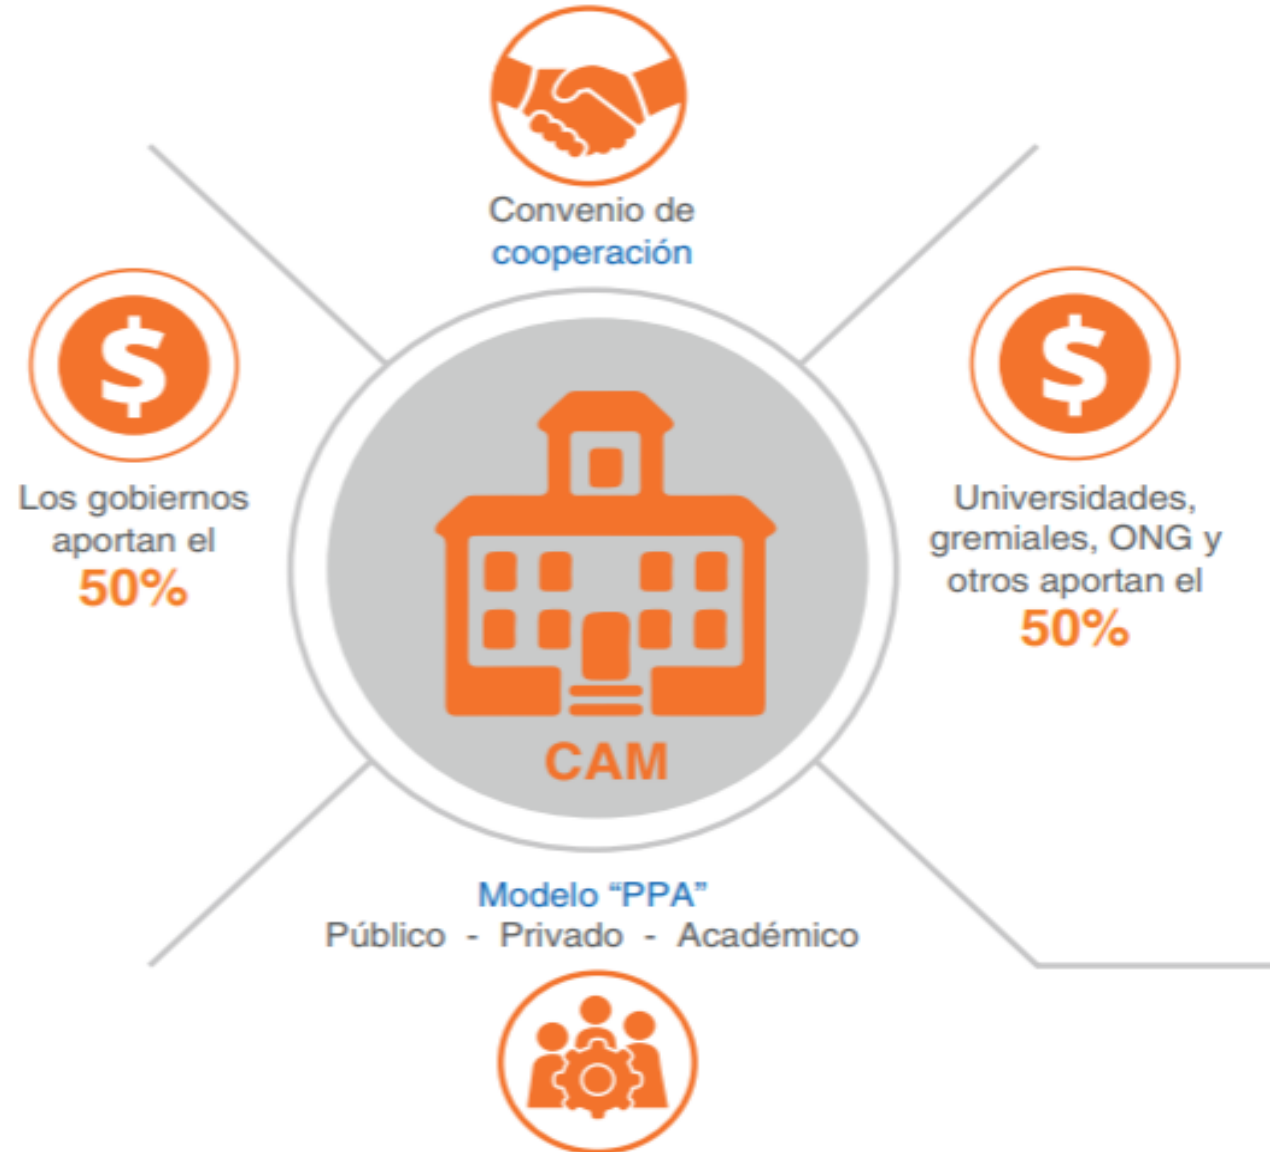 Convenio de
cooperación
$
Los gobiernos
aportan el
50%
$
Universidades,
gremiales, ONG y
otros aportan el
50%
CAM
Modelo “PPA”
Público - Privado - Académico